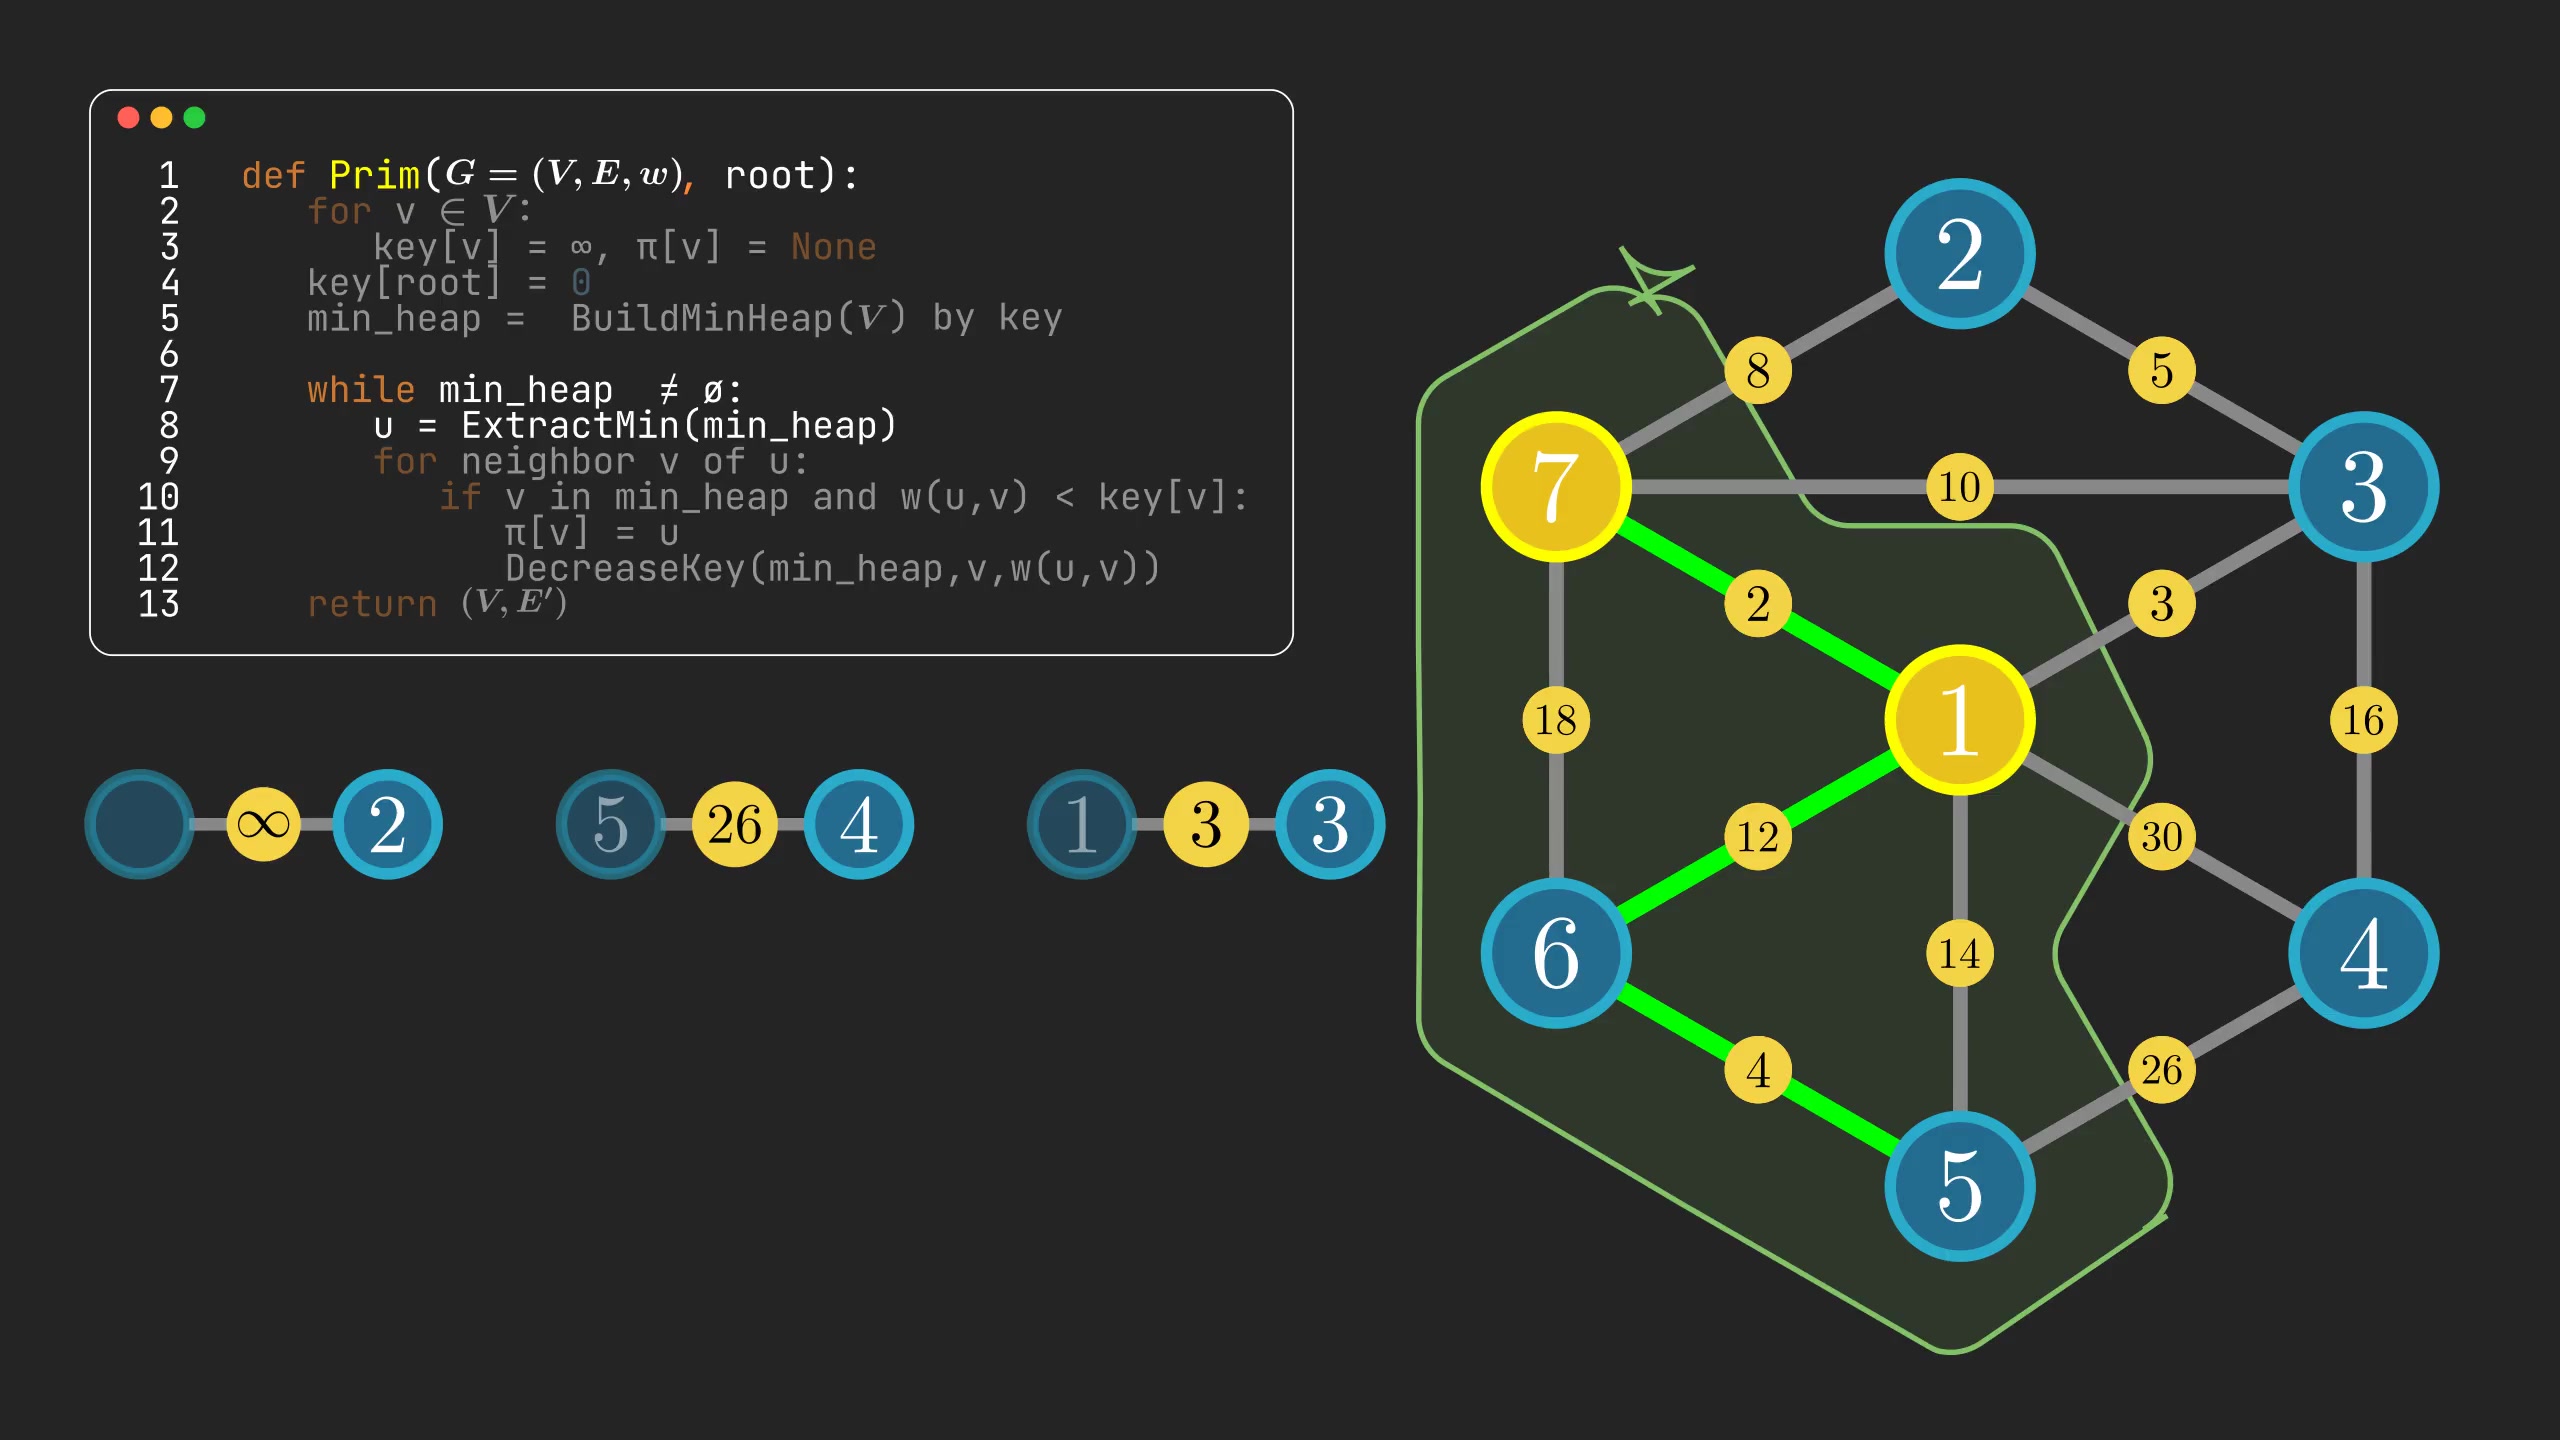 1 def Prim(G = (V, E, w), root):
2 for v ∈ V:
3 key[v] = ∞, π[v] = None
4 key[root] = 0
5 min_heap = BuildMinHeap(V) by key
6
7 while min_heap ≠ ø:
8 u = ExtractMin(min_heap)
9 for neighbor v of u:
10 if v in min_heap and w(u,v) < key[v]:
11 π[v] = u
12 DecreaseKey(min_heap,v,w(u,v))
13 return (V, E′)
∞ 2
5 26 4
1 3 3
2
8 5
7 10 3
2 3
18 1 16
12 30
6 14 4
4 26
5